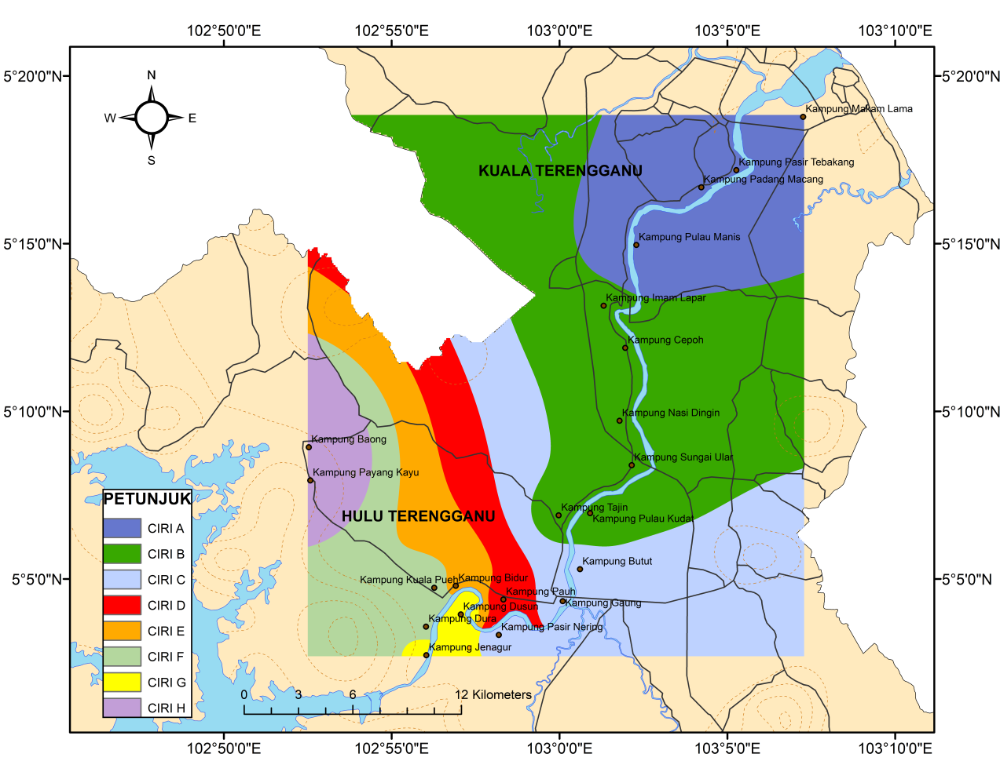 102°50'0"E 102°55'0"E 103°0'0"E 103°5'0"E 103°10'0"E
5°20'0"N 5°20'0"N
N
W E
S
Kampung Makam Lama
Kampung Pasir Tebakang
KUALA TERENGGANU
Kampung Padang Macang
Kampung Pulau Manis
5°15'0"N 5°15'0"N
Kampung Imam Lapar
Kampung Cepoh
5°10'0"N 5°10'0"N
Kampung Nasi Dingin
Kampung Baong
Kampung Sungai Ular
Kampung Payang Kayu
PETUNJUK
Kampung Tajin
HULU TERENGGANU
Kampung Pulau Kudat
CIRI A
CIRI B
Kampung Butut
CIRI C
Kampung Kuala Pueh
Kampung Bidur
5°5'0"N 5°5'0"N
Kampung Pauh
Kampung Gaung
CIRI D
Kampung Dusun
Kampung Dura
Kampung Pasir Nering
CIRI E
Kampung Jenagur
CIRI F
CIRI G
0 3 6 12 Kilometers
CIRI H
102°50'0"E 102°55'0"E 103°0'0"E 103°5'0"E 103°10'0"E